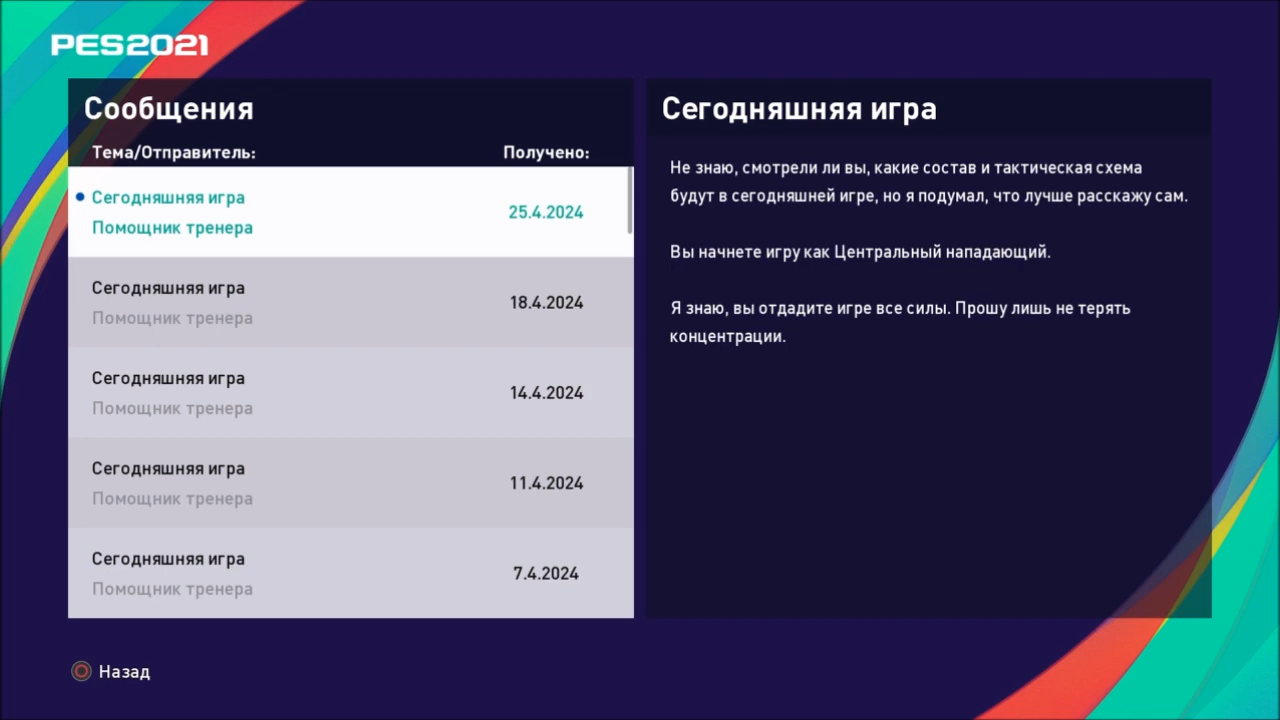 PES2021
Сообщения
Тема/Отправитель: Получено:
Сегодняшняя игра
Помощник тренера
25.4.2024
Сегодняшняя игра
Помощник тренера
18.4.2024
Сегодняшняя игра
Помощник тренера
14.4.2024
Сегодняшняя игра
Помощник тренера
11.4.2024
Сегодняшняя игра
Помощник тренера
7.4.2024
Сегодняшняя игра
Не знаю, смотрели ли вы, какие состав и тактическая схема
будут в сегодняшней игре, но я подумал, что лучше расскажу сам.
Вы начнете игру как Центральный нападающий.
Я знаю, вы отдадите игре все силы. Прошу лишь не терять
концентрации.
Назад